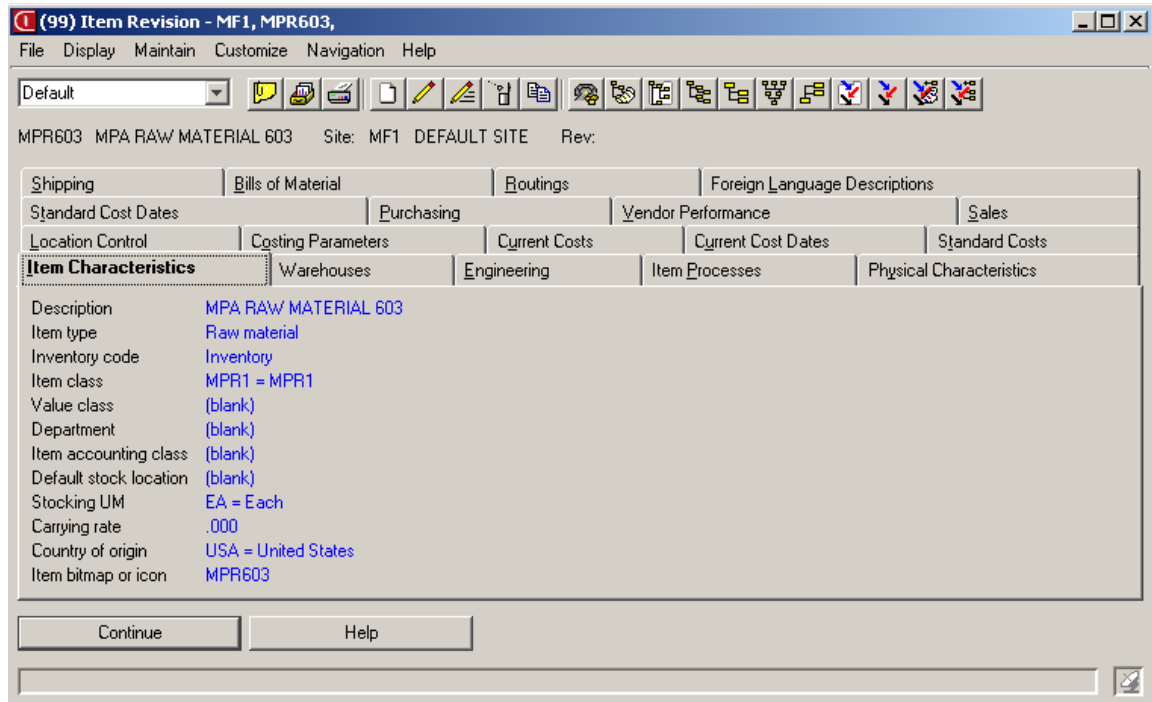 (99) Item Revision - MF1, MPR603,
File Display Maintain Customize Navigation Help
Default
MPR603 MPA RAW MATERIAL 603 Site: MF1 DEFAULT SITE Rev:
Shipping Bills of Material Routings Foreign Language Descriptions
Standard Cost Dates Purchasing Vendor Performance Sales
Location Control Costing Parameters Current Costs Current Cost Dates Standard Costs
Item Characteristics Warehouses Engineering Item Processes Physical Characteristics
Description MPA RAW MATERIAL 603
Item type Raw material
Inventory code Inventory
Item class MPR1 = MPR1
Value class (blank)
Department (blank)
Item accounting class (blank)
Default stock location (blank)
Stocking UM EA = Each
Carrying rate .000
Country of origin USA = United States
Item bitmap or icon MPR603
Continue Help